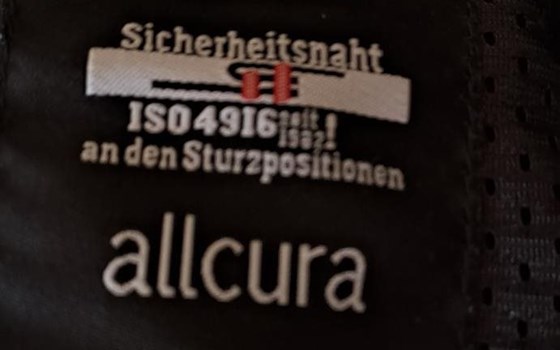 Sicherheitsnaht
ISO4916 seit 1982!
an den Sturzpositionen
allcura